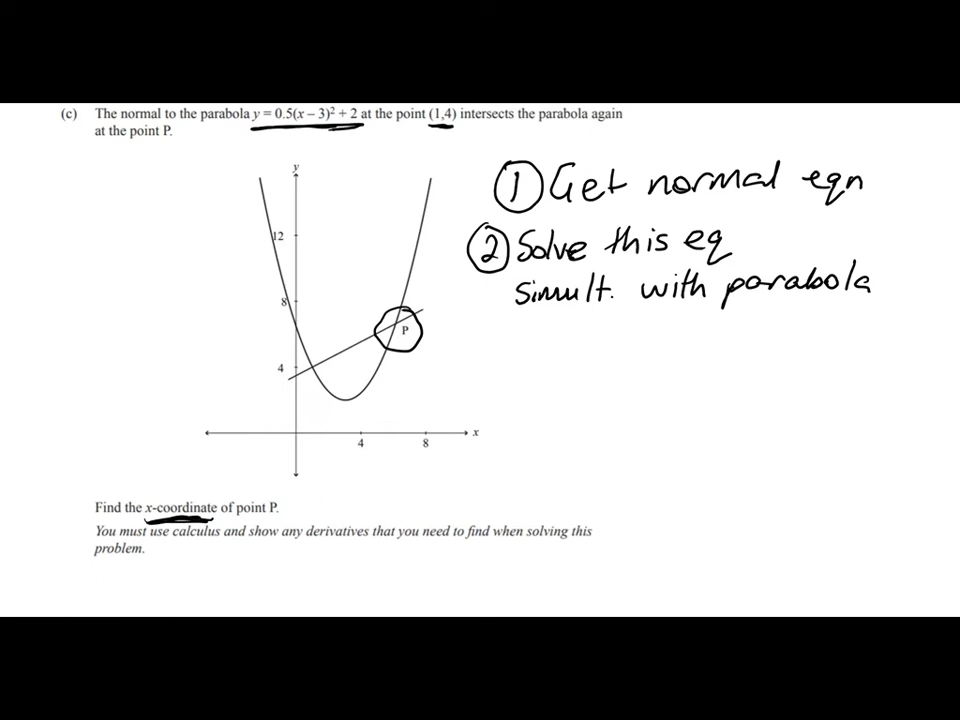 (c) The normal to the parabola y = 0.5(x – 3)² + 2 at the point (1,4) intersects the parabola again
at the point P.
① Get normal eqn
② Solve this eq
simult. with parabola
y
12
8
P
4
x
4
8
Find the x-coordinate of point P.
You must use calculus and show any derivatives that you need to find when solving this
problem.